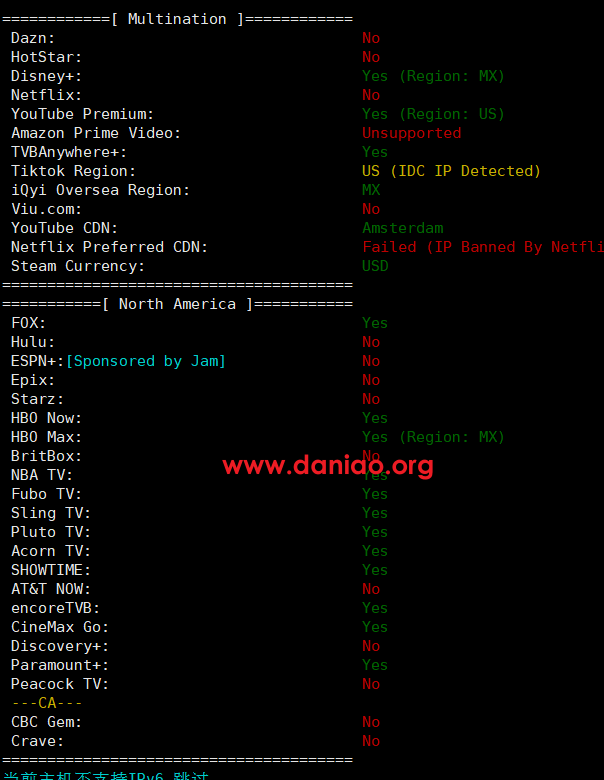 ============[ Multination ]============
Dazn: No
HotStar: No
Disney+: Yes (Region: MX)
Netflix: No
YouTube Premium: Yes (Region: US)
Amazon Prime Video: Unsupported
TVBAnywhere+: Yes
Tiktok Region: US (IDC IP Detected)
iQyi Oversea Region: MX
Viu.com: No
YouTube CDN: Amsterdam
Netflix Preferred CDN: Failed (IP Banned By Netfli
Steam Currency: USD
=======================================
===========[ North America ]===========
FOX: Yes
Hulu: No
ESPN+:[Sponsored by Jam] No
Epix: No
Starz: No
HBO Now: Yes
HBO Max: Yes (Region: MX)
BritBox: No
www.daniao.org
NBA TV: Yes
Fubo TV: Yes
Sling TV: Yes
Pluto TV: Yes
Acorn TV: Yes
SHOWTIME: Yes
AT&T NOW: No
encoreTVB: Yes
CineMax Go: Yes
Discovery+: No
Paramount+: Yes
Peacock TV: No
---CA---
CBC Gem: No
Crave: No
=======================================
当前主机不支持IPv6,跳过...